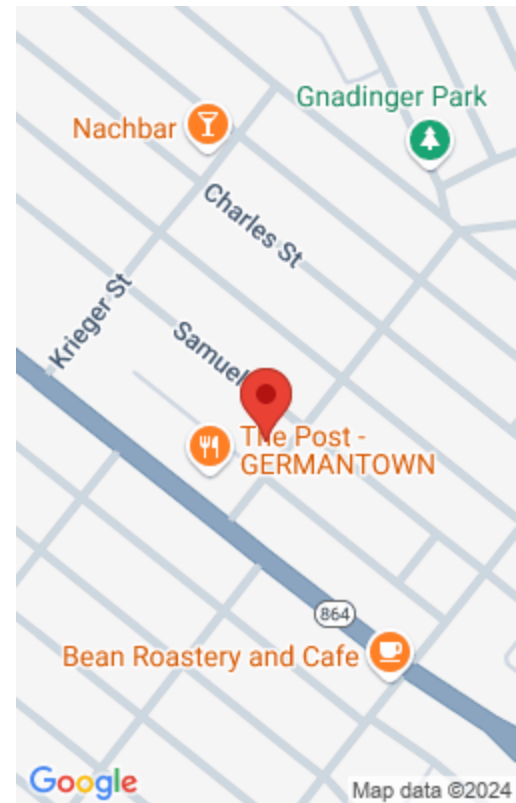 Gnadinger Park
Nachbar
Charles St
Krieger St
Samuel
The Post -
GERMANTOWN
864
Bean Roastery and Cafe
Google
Map data ©2024